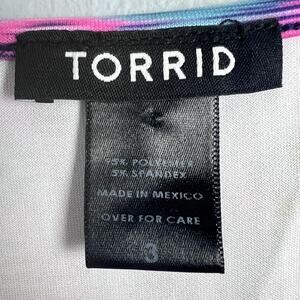 TORRID
95% POLYESTER
5% SPANDEX
MADE IN MEXICO
OVER FOR CARE
3